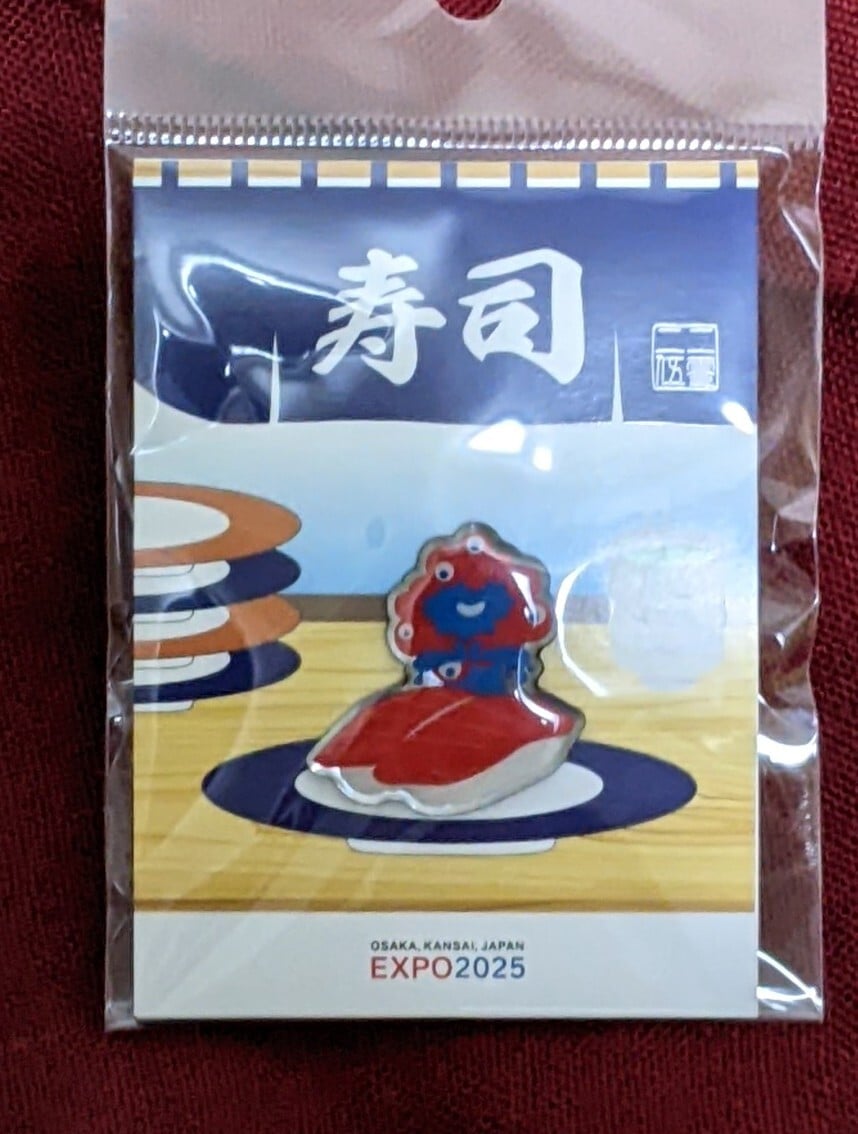 寿司
OSAKA, KANSAI, JAPAN
EXPO2025